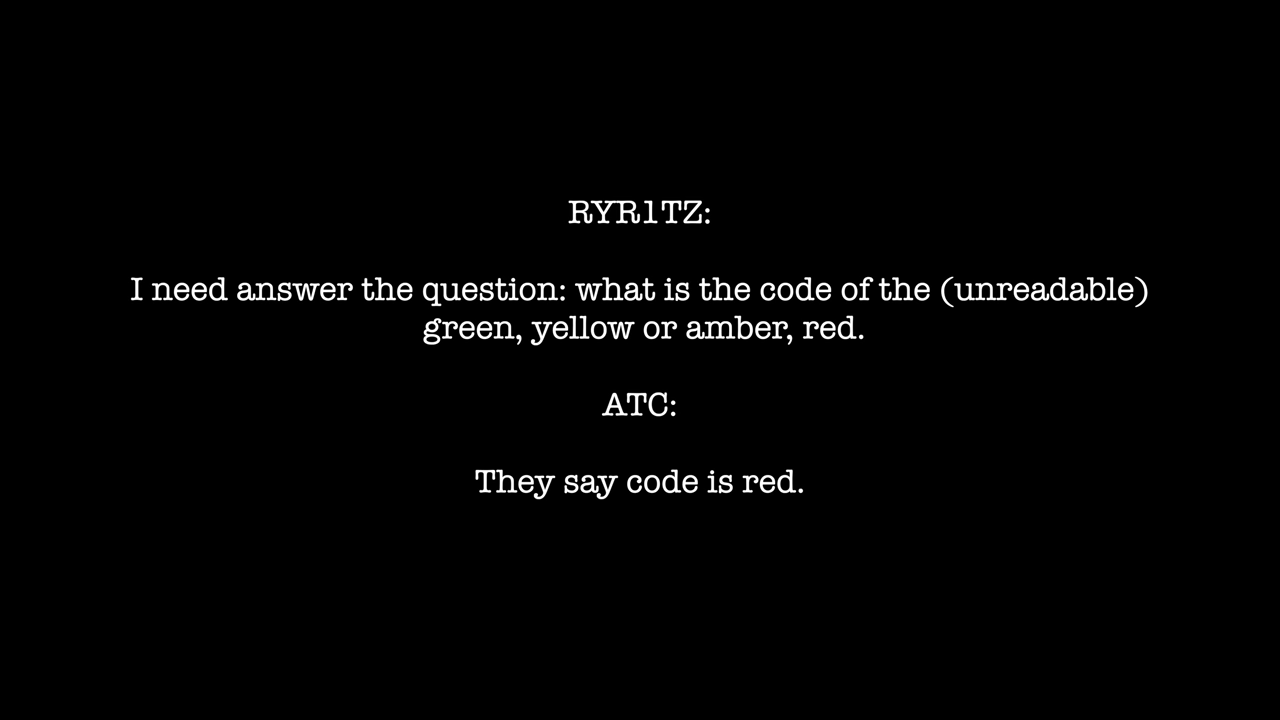 RYR1TZ:
I need answer the question: what is the code of the (unreadable)
green, yellow or amber, red.
ATC:
They say code is red.